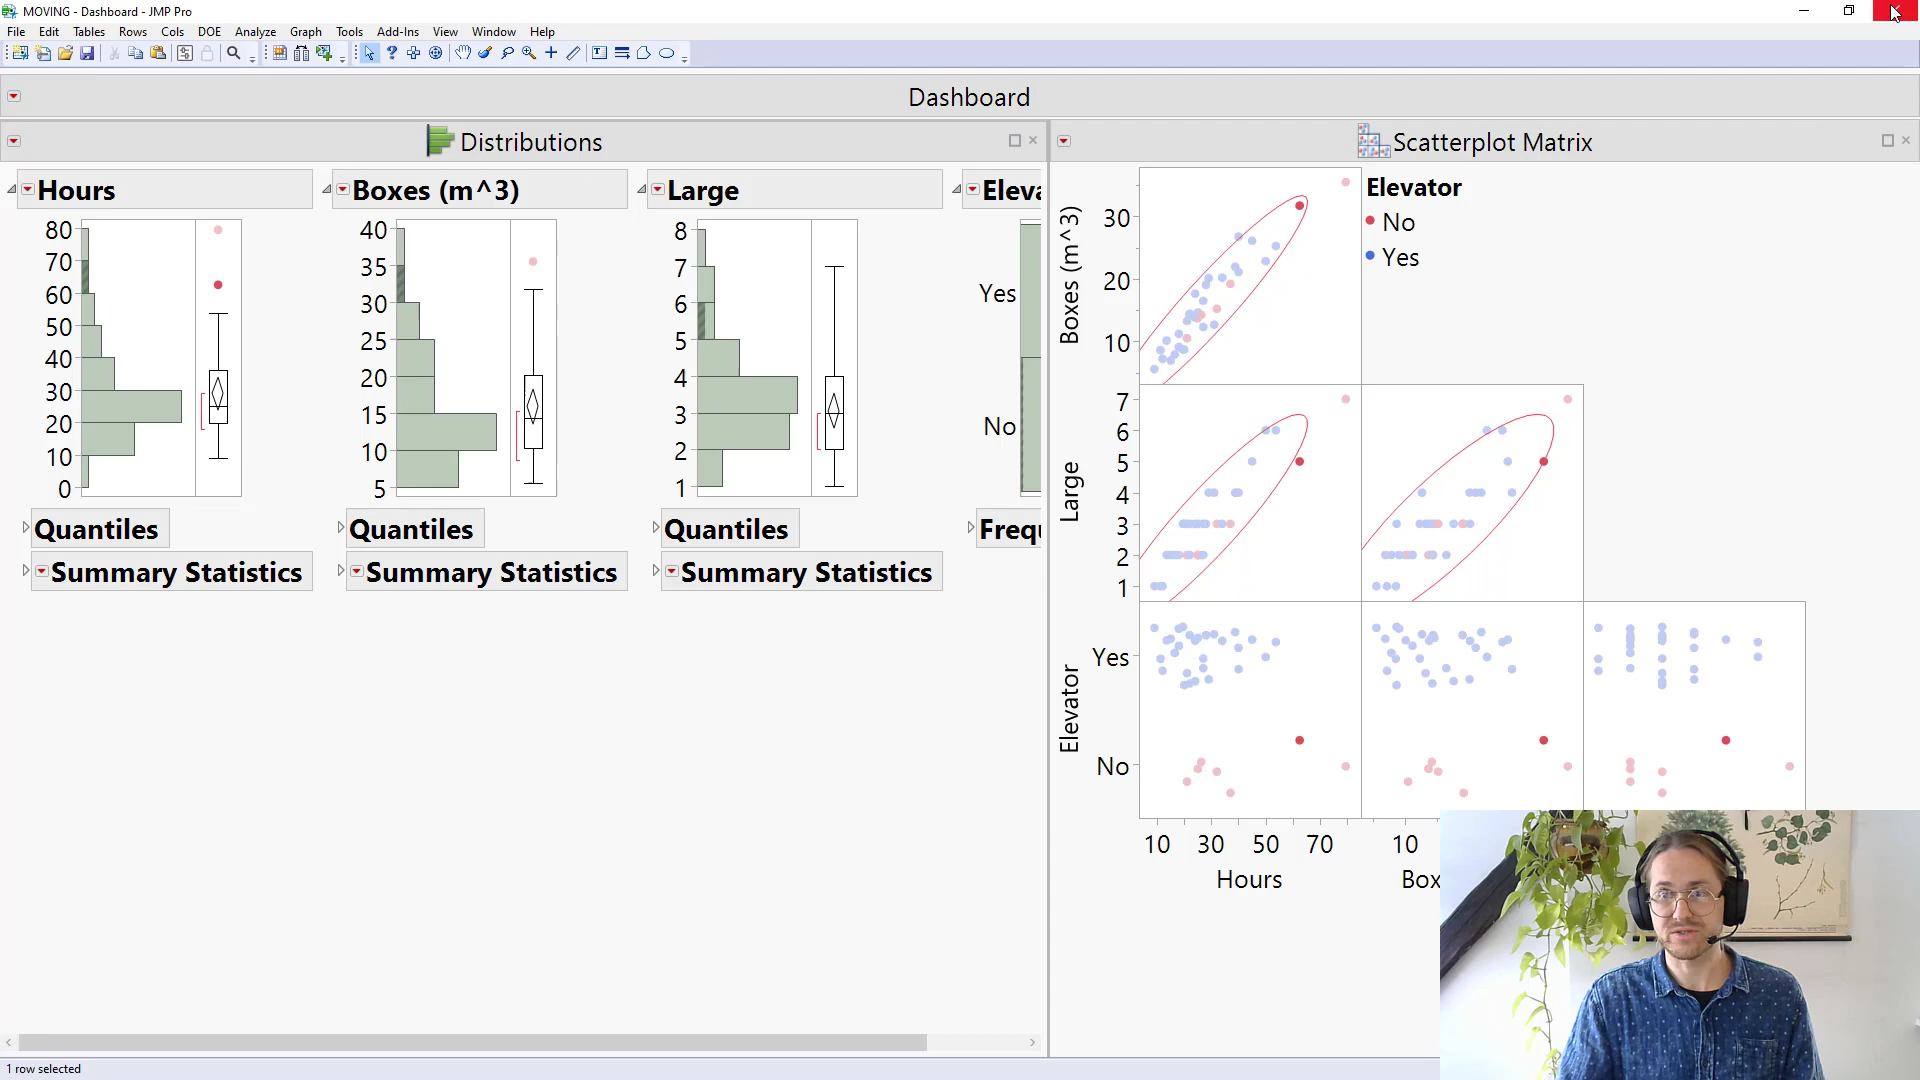 MOVING - Dashboard - JMP Pro
File Edit Tables Rows Cols DOE Analyze Graph Tools Add-Ins View Window Help
Dashboard
Distributions
Hours
80
70
60
50
40
30
20
10
0
Quantiles
Summary Statistics
Boxes (m^3)
40
35
30
25
20
15
10
5
Quantiles
Summary Statistics
Large
8
7
6
5
4
3
2
1
Quantiles
Summary Statistics
Eleva
Yes
No
Frequ
Scatterplot Matrix
Elevator
No
Yes
Boxes (m^3)
30
20
10
Large
7
6
5
4
3
2
1
Elevator
Yes
No
10 30 50 70
Hours
10
Box
1 row selected